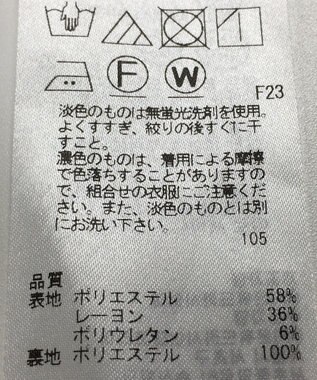 F
W
F23
淡色のものは無蛍光洗剤を使用。
よくすすぎ、絞りの後すぐに干
すこと。
濃色のものは、着用による摩擦
で色落ちすることがありますの
で、組合せの衣服にご注意くだ
さい。また、淡色のものとは別
にお洗い下さい。
105
品質
表地 ポリエステル 58%
レーヨン 36%
ポリウレタン 6%
裏地 ポリエステル 100%